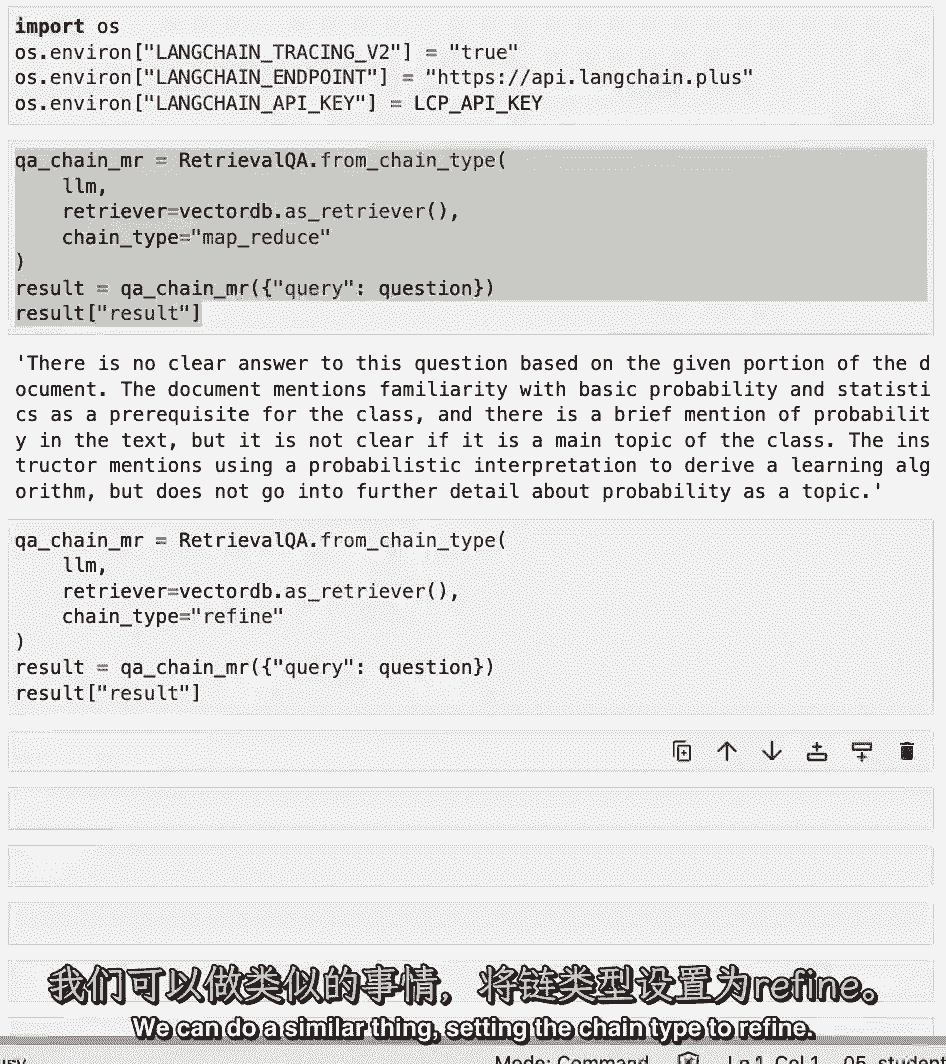 import os
os.environ["LANGCHAIN_TRACING_V2"] = "true"
os.environ["LANGCHAIN_ENDPOINT"] = "https://api.langchain.plus"
os.environ["LANGCHAIN_API_KEY"] = LCP_API_KEY
qa_chain_mr = RetrievalQA.from_chain_type(
    llm,
    retriever=vectordb.as_retriever(),
    chain_type="map_reduce"
)
result = qa_chain_mr({"query": question})
result["result"]
'There is no clear answer to this question based on the given portion of the d
ocument. The document mentions familiarity with basic probability and statisti
cs as a prerequisite for the class, and there is a brief mention of probabilit
y in the text, but it is not clear if it is a main topic of the class. The ins
tructor mentions using a probabilistic interpretation to derive a learning alg
orithm, but does not go into further detail about probability as a topic.'
qa_chain_mr = RetrievalQA.from_chain_type(
    llm,
    retriever=vectordb.as_retriever(),
    chain_type="refine"
)
result = qa_chain_mr({"query": question})
result["result"]
我们可以做类似的事情，将链类型设置为refine。
We can do a similar thing, setting the chain type to refine.
Mode: Command Ln 1, Col 1 05_student